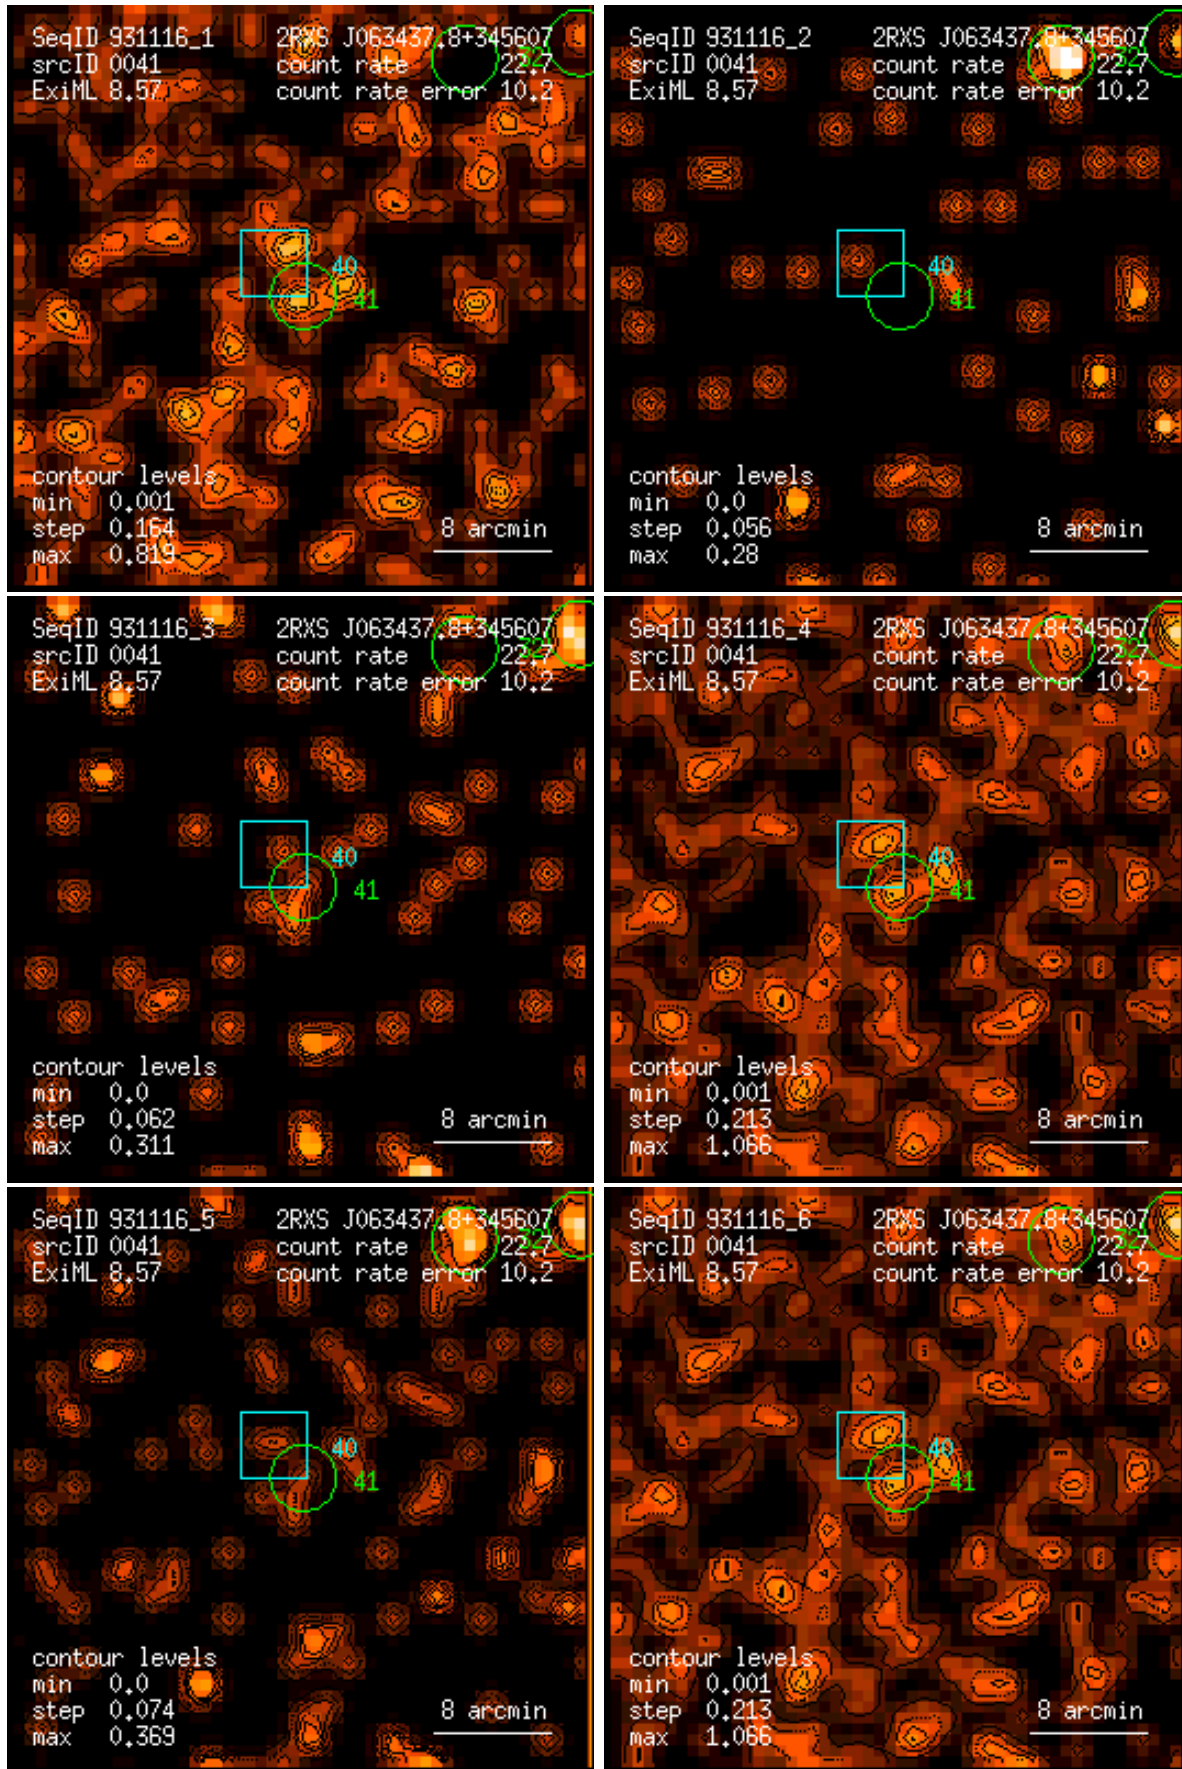 SeqID 931116_1 2RXS J063437.8+345607
srcID 0041 count rate 22.7
ExiML 8.57 count rate error 10.2
40
41
contour levels
min 0.001
step 0.164
max 0.819
8 arcmin
SeqID 931116_2 2RXS J063437.8+345607
srcID 0041 count rate 22.7
ExiML 8.57 count rate error 10.2
40
41
contour levels
min 0.0
step 0.056
max 0.28
8 arcmin
SeqID 931116_3 2RXS J063437.8+345607
srcID 0041 count rate 22.7
ExiML 8.57 count rate error 10.2
40
41
contour levels
min 0.0
step 0.062
max 0.311
8 arcmin
SeqID 931116_4 2RXS J063437.8+345607
srcID 0041 count rate 22.7
ExiML 8.57 count rate error 10.2
40
41
contour levels
min 0.001
step 0.213
max 1.066
8 arcmin
SeqID 931116_5 2RXS J063437.8+345607
srcID 0041 count rate 22.7
ExiML 8.57 count rate error 10.2
40
41
contour levels
min 0.0
step 0.074
max 0.369
8 arcmin
SeqID 931116_6 2RXS J063437.8+345607
srcID 0041 count rate 22.7
ExiML 8.57 count rate error 10.2
40
41
contour levels
min 0.001
step 0.213
max 1.066
8 arcmin